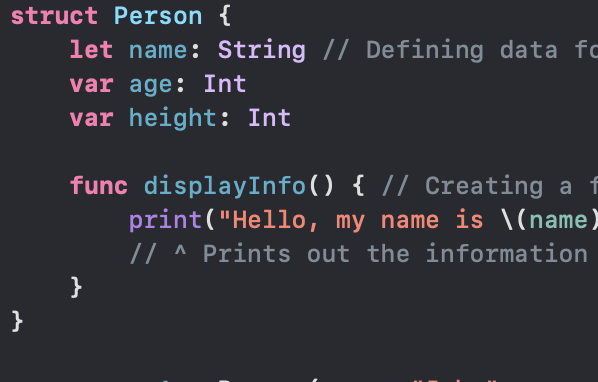 struct Person {
let name: String // Defining data fo
var age: Int
var height: Int
func displayInfo() { // Creating a f
print("Hello, my name is \(name)
// ^ Prints out the information
}
}